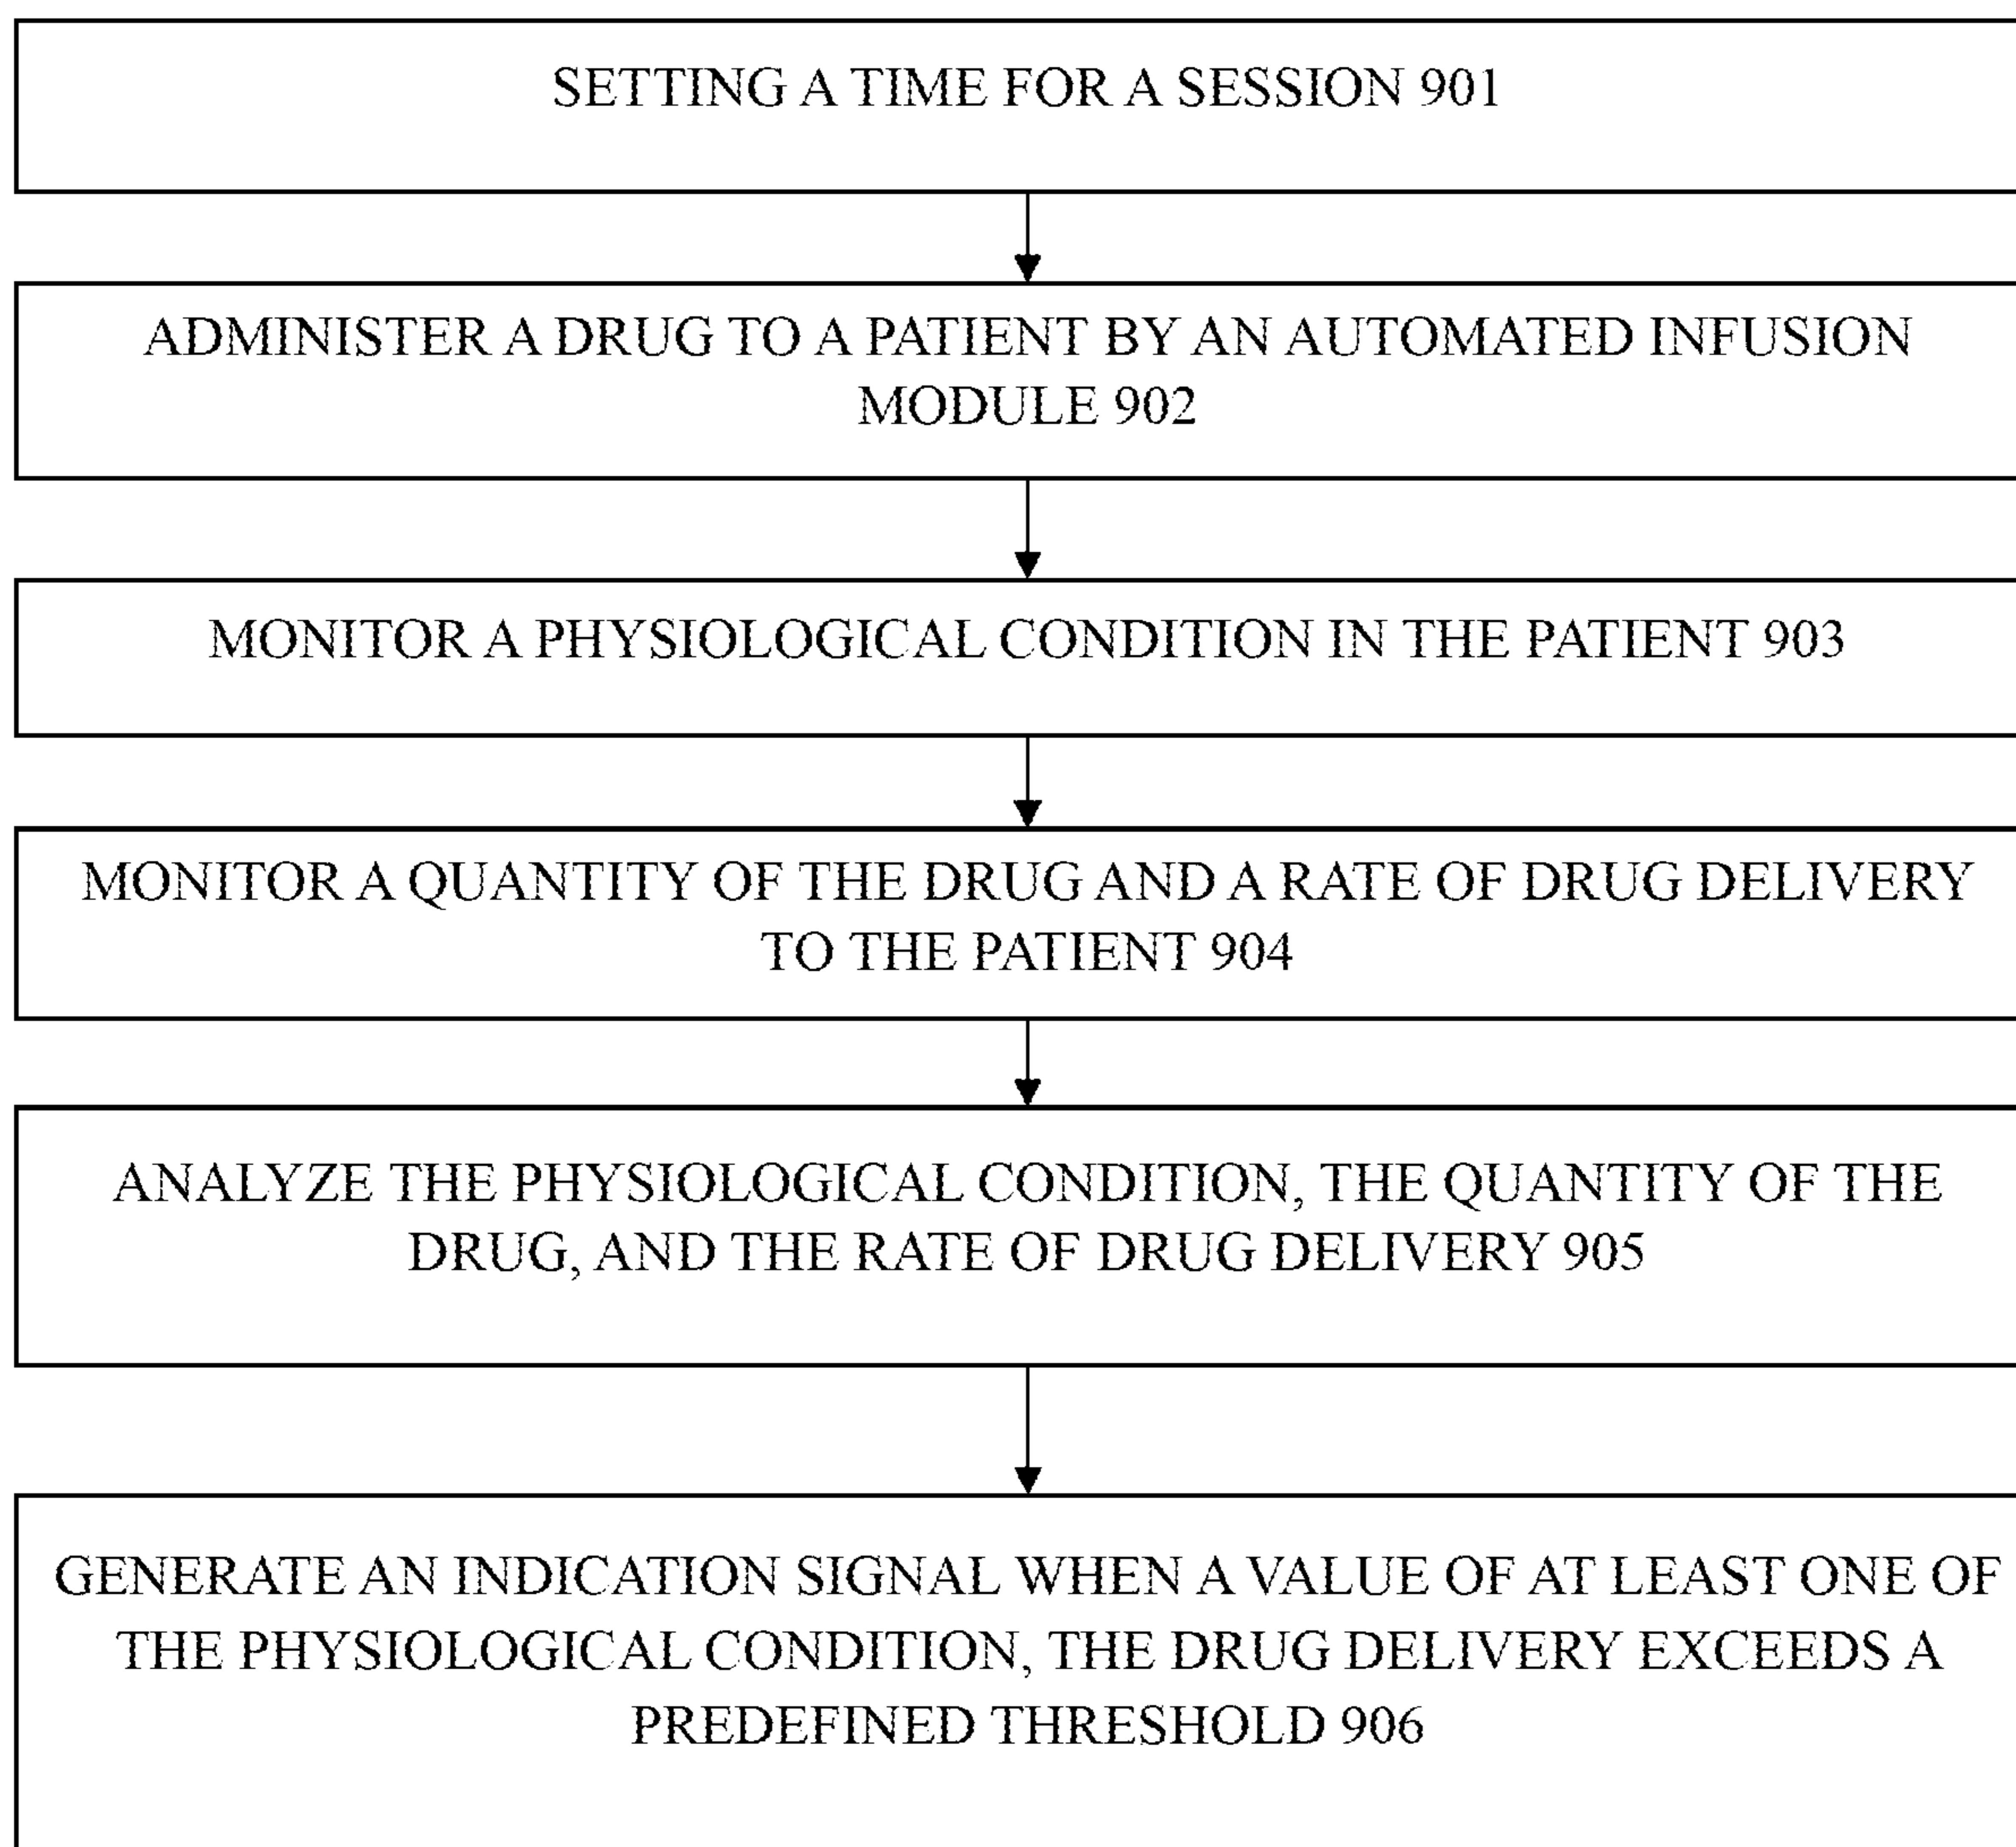 SETTING A TIME FOR A SESSION 901
ADMINISTER A DRUG TO A PATIENT BY AN AUTOMATED INFUSION
MODULE 902
MONITOR A PHYSIOLOGICAL CONDITION IN THE PATIENT 903
MONITOR A QUANTITY OF THE DRUG AND A RATE OF DRUG DELIVERY
TO THE PATIENT 904
ANALYZE THE PHYSIOLOGICAL CONDITION, THE QUANTITY OF THE
DRUG, AND THE RATE OF DRUG DELIVERY 905
GENERATE AN INDICATION SIGNAL WHEN A VALUE OF AT LEAST ONE OF
THE PHYSIOLOGICAL CONDITION, THE DRUG DELIVERY EXCEEDS A
PREDEFINED THRESHOLD 906